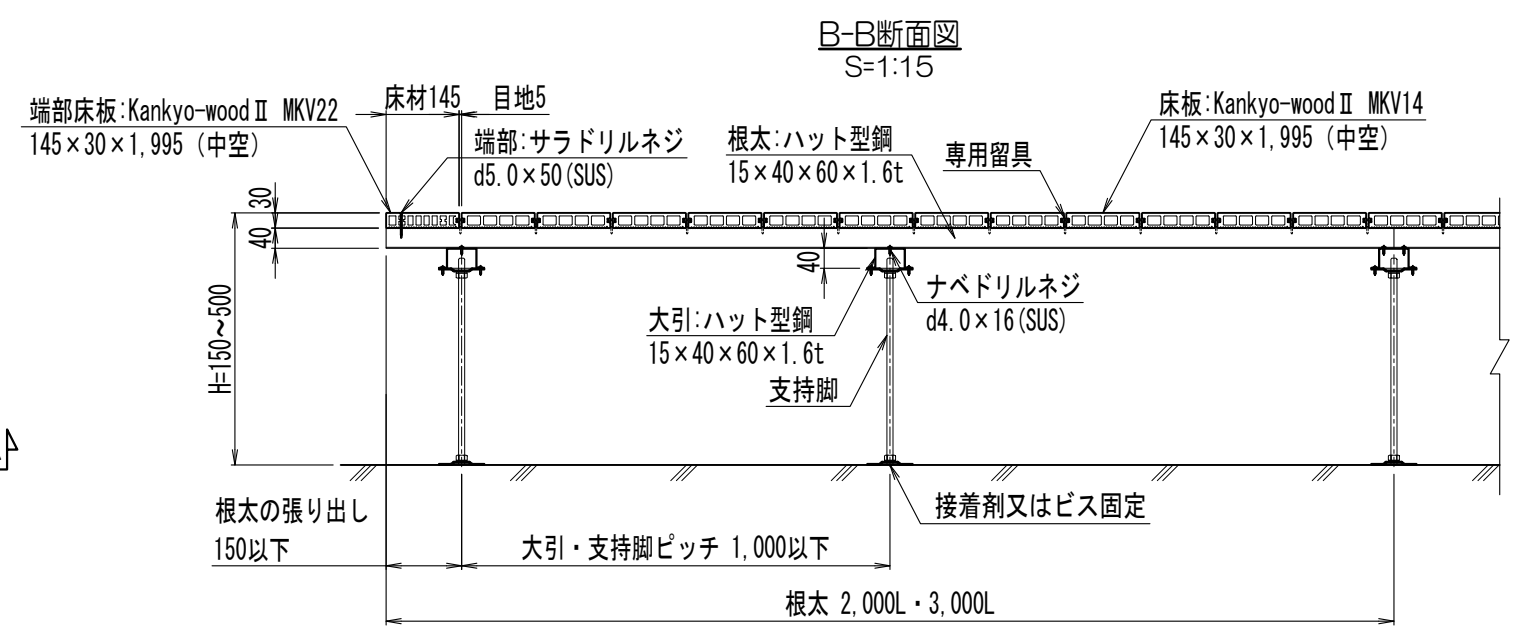 B-B断面図
S=1:15
端部床板:Kankyo-woodⅡ MKV22
145×30×1,995 (中空)
床材145
目地5
端部:サラドリルネジ
d5.0×50(SUS)
根太:ハット型鋼
15×40×60×1.6t
専用留具
床板:Kankyo-woodⅡ MKV14
145×30×1,995 (中空)
30
40
H=150~500
40
大引:ハット型鋼
15×40×60×1.6t
ナベドリルネジ
d4.0×16(SUS)
支持脚
接着剤又はビス固定
根太の張り出し
150以下
大引・支持脚ピッチ 1,000以下
根太 2,000L・3,000L